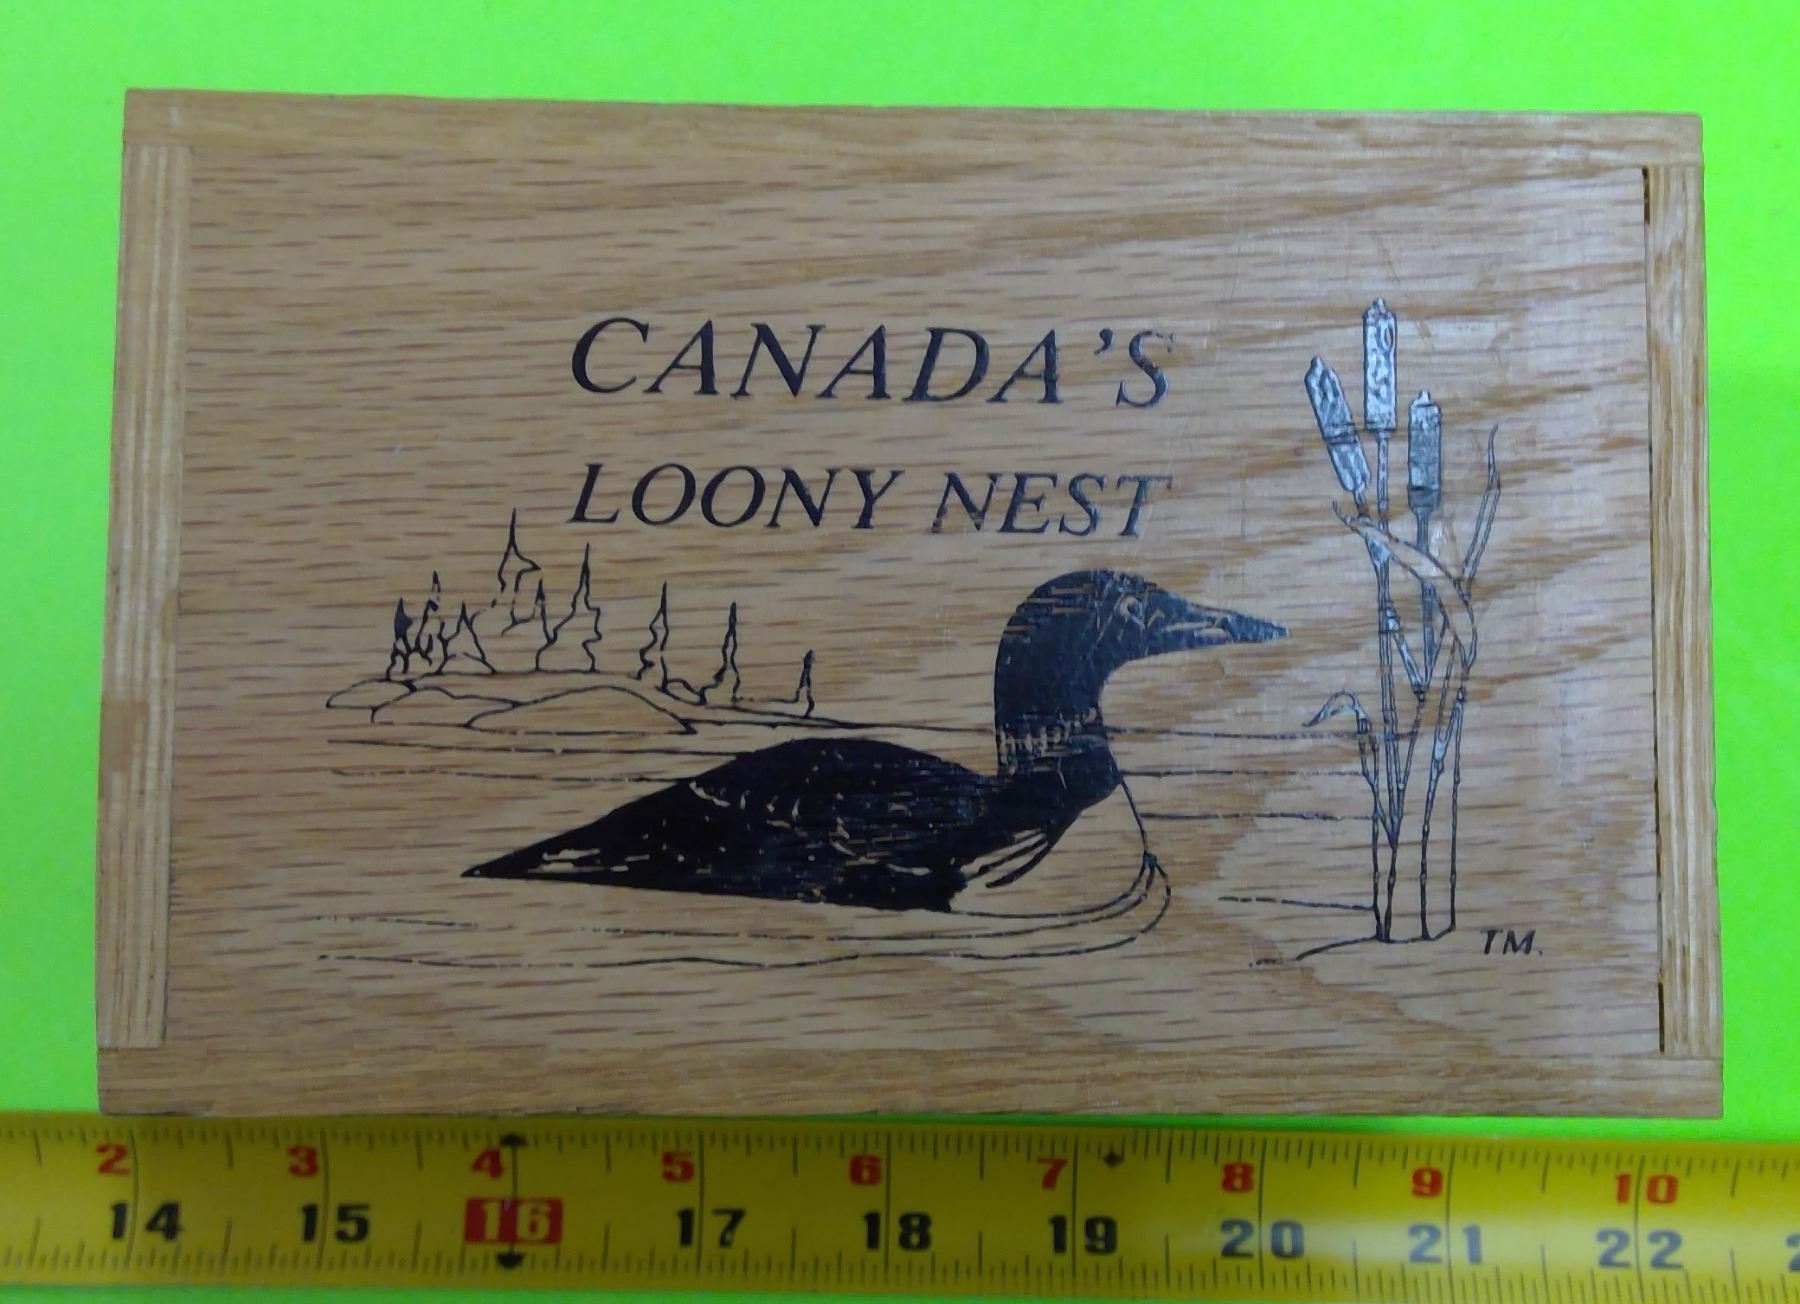 CANADA'S
LOONY NEST
TM.
2 3 4 5 6 7 8 9 10
14 15 16 17 18 19 20 21 22